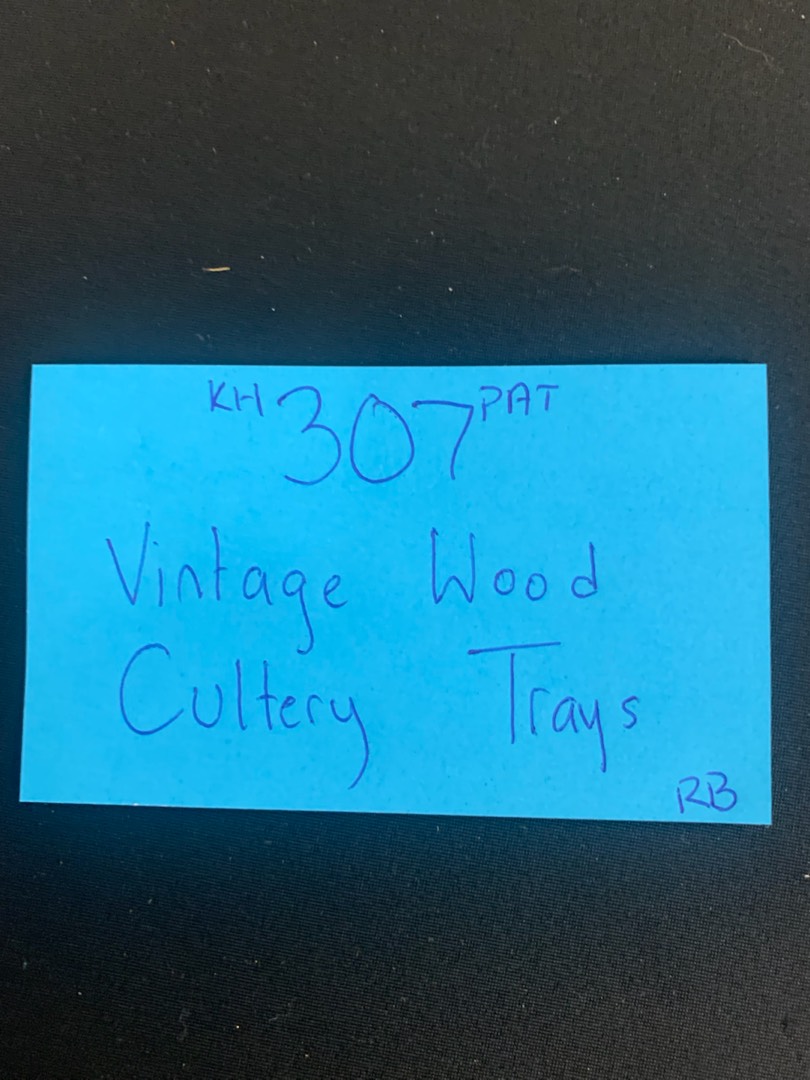 KH 307 PAT
Vintage Wood
Cultery Trays
RB